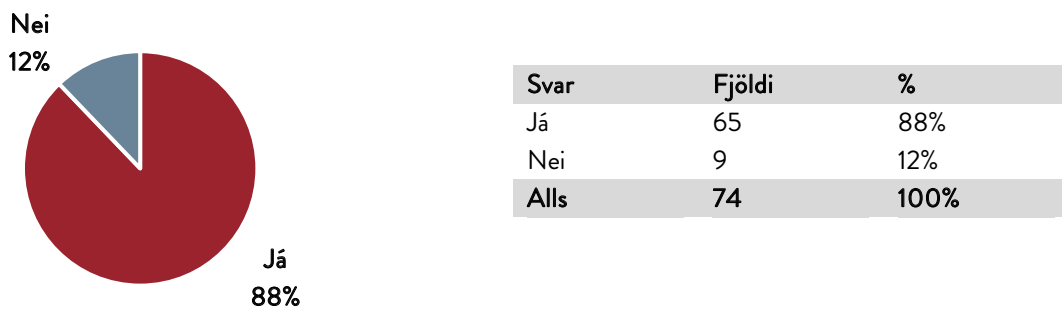 Nei
12%
Já
88%
Svar Fjöldi %
Já 65 88%
Nei 9 12%
Alls 74 100%